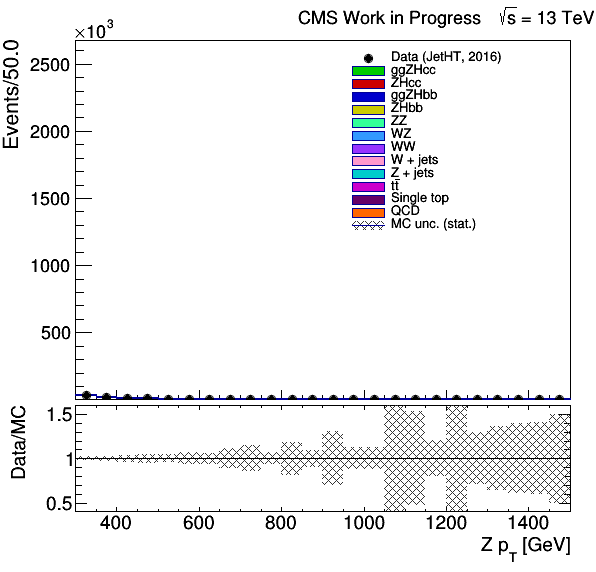 CMS Work in Progress √s = 13 TeV
×10³
Events/50.0
2500
2000
1500
1000
500
Data (JetHT, 2016)
ggZHcc
ZHcc
ggZHbb
ZHbb
ZZ
WZ
WW
W + jets
Z + jets
tt̄
Single top
QCD
MC unc. (stat.)
Data/MC
1.5
1
0.5
400 600 800 1000 1200 1400
Z p_T [GeV]